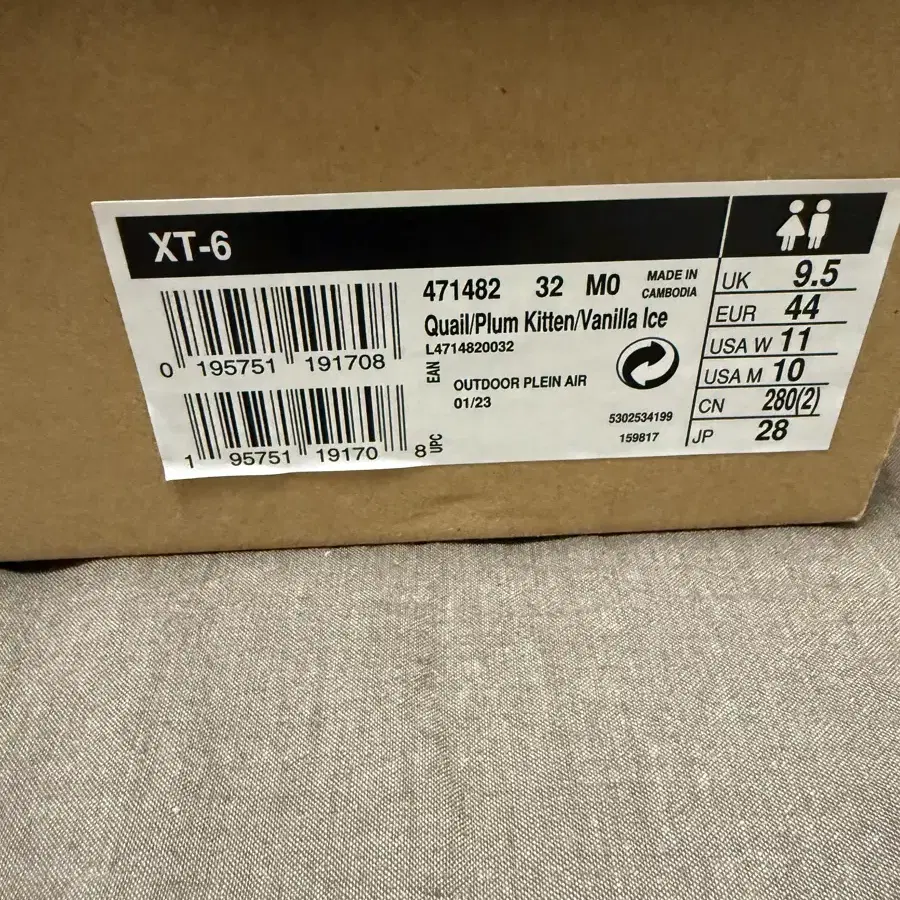 XT-6
0 195751 191708
EAN
1 95751 19170 8
UPC
471482 32 M0
MADE IN
CAMBODIA
Quail/Plum Kitten/Vanilla Ice
L4714820032
OUTDOOR PLEIN AIR
01/23
5302534199
159817
UK 9.5
EUR 44
USA W 11
USA M 10
CN 280(2)
JP 28